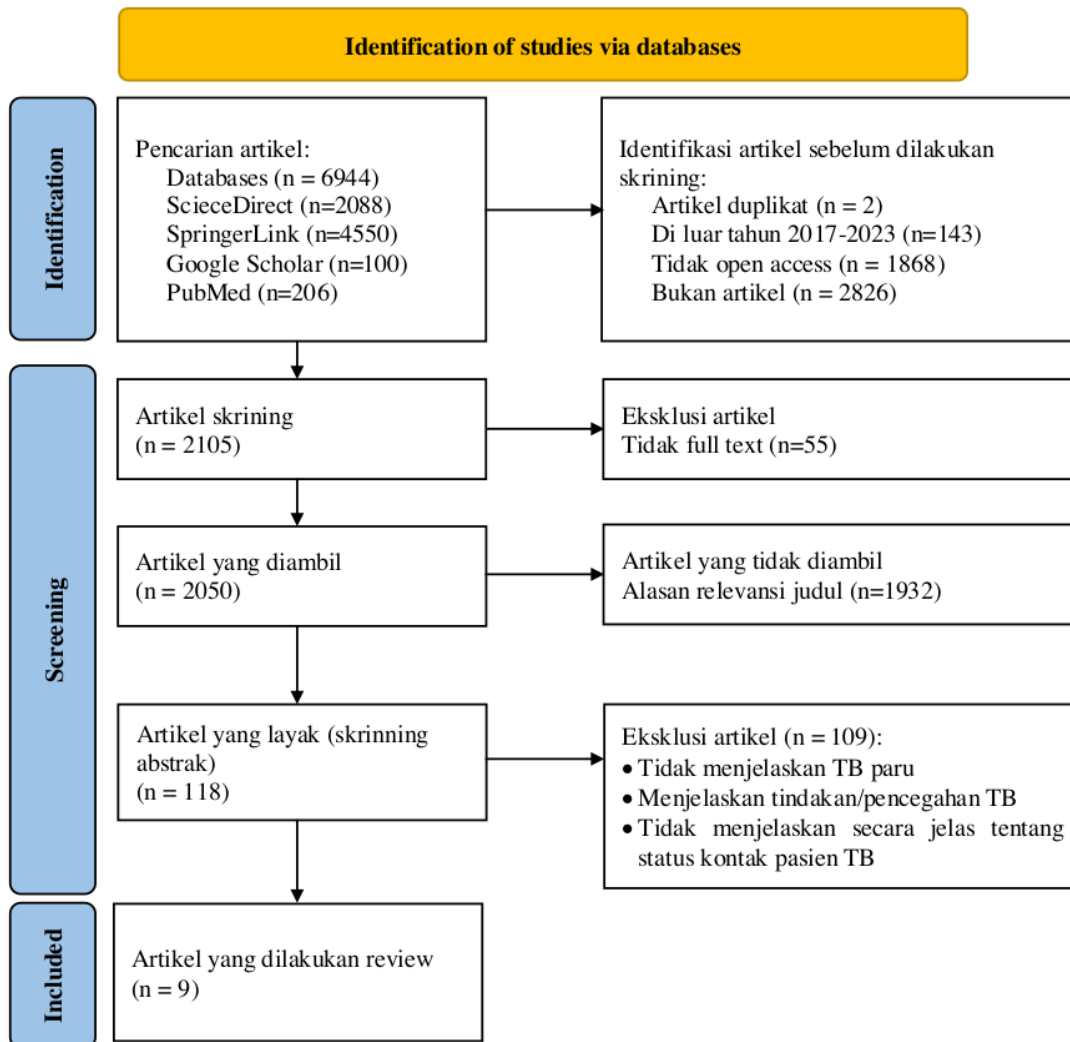 Identification of studies via databases
Identification
Pencarian artikel:
Databases (n = 6944)
ScieceDirect (n=2088)
SpringerLink (n=4550)
Google Scholar (n=100)
PubMed (n=206)
Identifikasi artikel sebelum dilakukan
skrining:
Artikel duplikat (n = 2)
Di luar tahun 2017-2023 (n=143)
Tidak open access (n = 1868)
Bukan artikel (n = 2826)
Screening
Artikel skrining
(n = 2105)
Eksklusi artikel
Tidak full text (n=55)
Artikel yang diambil
(n = 2050)
Artikel yang tidak diambil
Alasan relevansi judul (n=1932)
Artikel yang layak (skrinning
abstrak)
(n = 118)
Eksklusi artikel (n = 109):
• Tidak menjelaskan TB paru
• Menjelaskan tindakan/pencegahan TB
• Tidak menjelaskan secara jelas tentang
status kontak pasien TB
Included
Artikel yang dilakukan review
(n = 9)